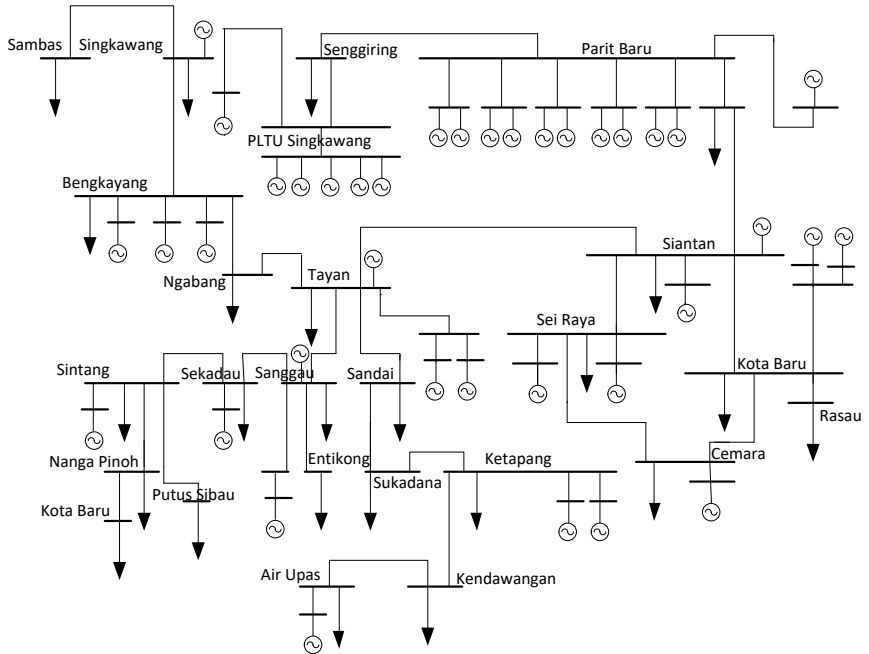 Sambas
Singkawang
Senggiring
Parit Baru
PLTU Singkawang
Bengkayang
Ngabang
Tayan
Siantan
Sei Raya
Sintang
Sekadau
Sanggau
Sandai
Kota Baru
Rasau
Nanga Pinoh
Putus Sibau
Entikong
Sukadana
Ketapang
Cemara
Kota Baru
Air Upas
Kendawangan